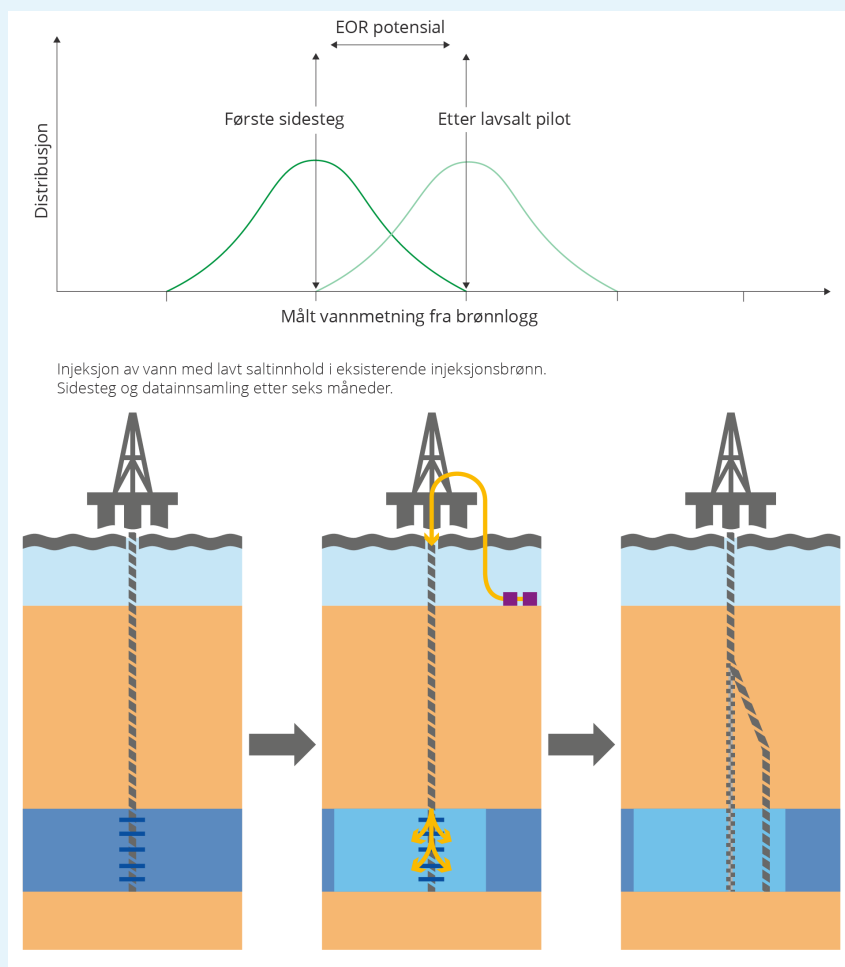 EOR potensial
Første sidesteg
Etter lavsalt pilot
Distribusjon
Målt vannmetning fra brønnlogg
Injeksjon av vann med lavt saltinnhold i eksisterende injeksjonsbrønn.
Sidesteg og datainnsamling etter seks måneder.